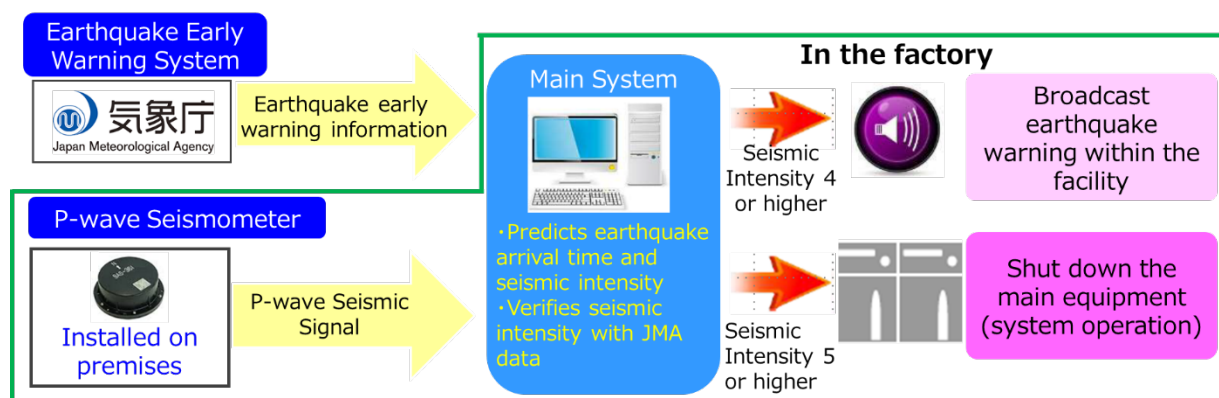 Earthquake Early
Warning System
気象庁
Japan Meteorological Agency
Earthquake early
warning information
P-wave Seismometer
Installed on
premises
P-wave Seismic
Signal
In the factory
Main System
・Predicts earthquake
arrival time and
seismic intensity
・Verifies seismic
intensity with JMA
data
Seismic
Intensity 4
or higher
Broadcast
earthquake
warning within the
facility
Seismic
Intensity 5
or higher
Shut down the
main equipment
(system operation)